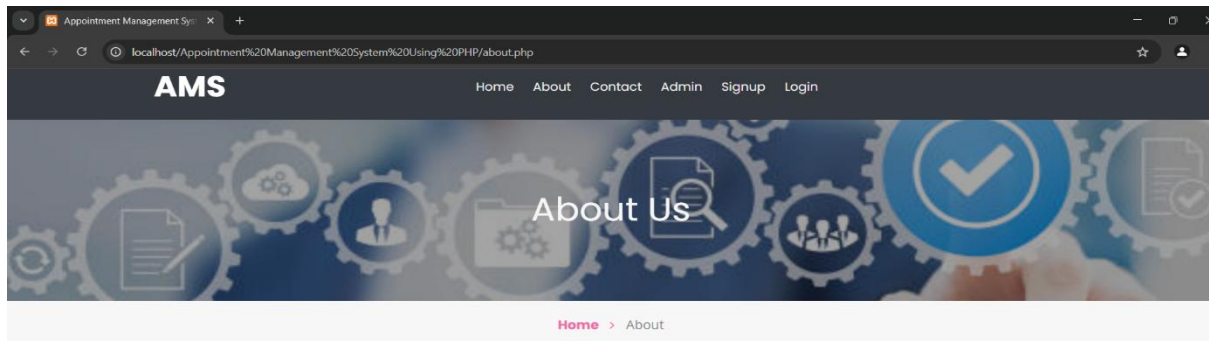 Appointment Management Sys
localhost/Appointment%20Management%20System%20Using%20PHP/about.php
AMS
Home About Contact Admin Signup Login
About Us
Home > About